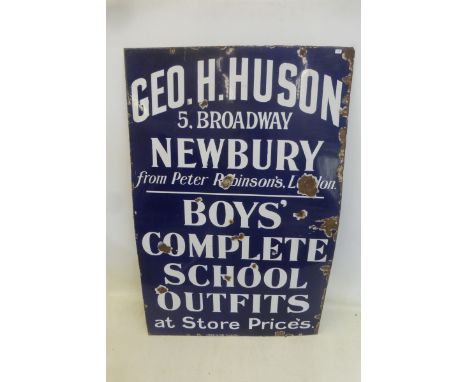 GEO. H. HUSON
5, BROADWAY
NEWBURY
from Peter Robinson's, London.
BOYS'
COMPLETE
SCHOOL
OUTFITS
at Store Prices.